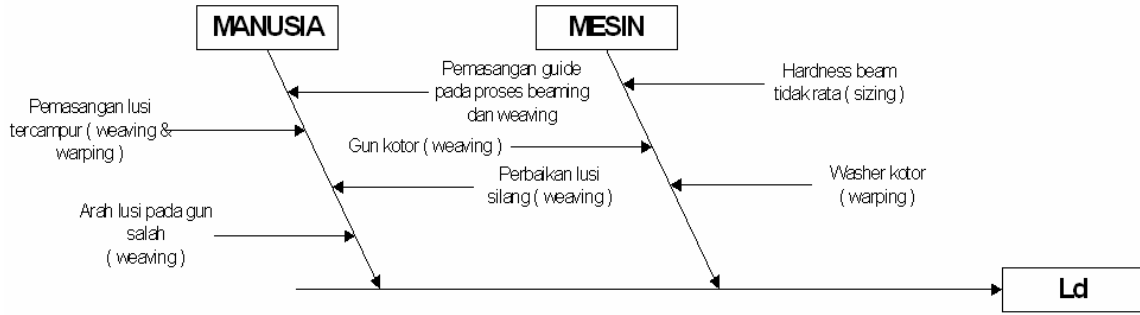 MANUSIA
MESIN
Pemasangan guide
pada proses beaming
dan weaving
Hardness beam
tidak rata ( sizing )
Pemasangan lusi
tercampur ( weaving &
warping )
Gun kotor ( weaving )
Perbaikan lusi
silang ( weaving )
Washer kotor
( warping )
Arah lusi pada gun
salah
( weaving )
Ld